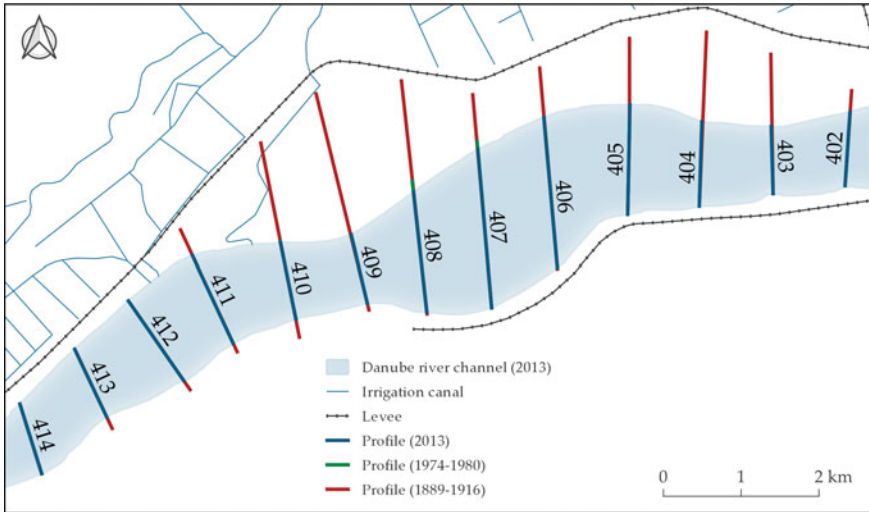 402
403
404
405
406
407
408
409
410
411
412
413
414
Danube river channel (2013)
Irrigation canal
Levee
Profile (2013)
Profile (1974-1980)
Profile (1889-1916)
0 1 2 km